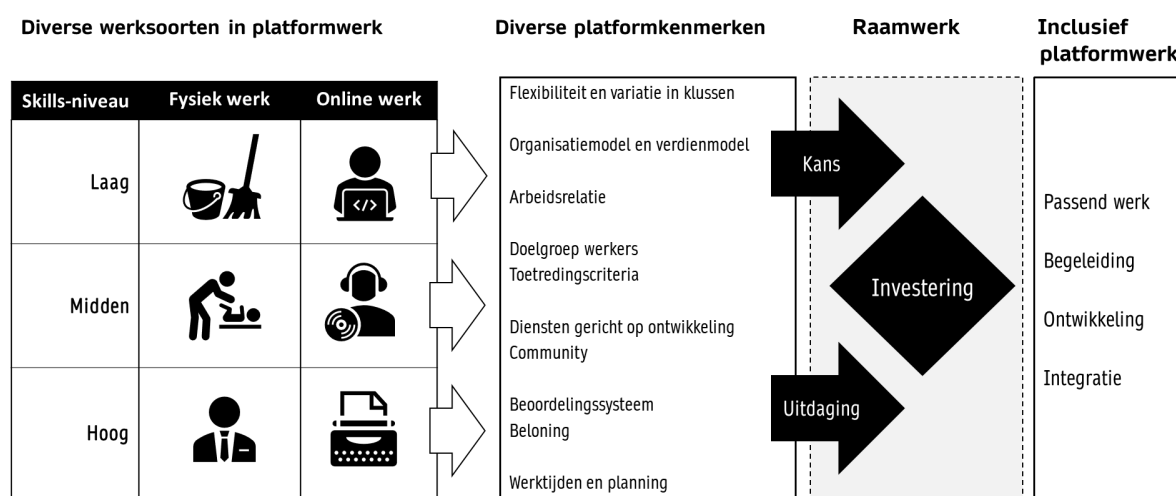 Diverse werksoorten in platformwerk
Diverse platformkenmerken
Raamwerk
Inclusief
platformwerk
Skills-niveau
Fysiek werk
Online werk
Laag
</>
Midden
Hoog
Flexibiliteit en variatie in klussen
Organisatiemodel en verdienmodel
Arbeidsrelatie
Doelgroep werkers
Toetredingscriteria
Diensten gericht op ontwikkeling
Community
Beoordelingssysteem
Beloning
Werktijden en planning
Kans
Investering
Uitdaging
Passend werk
Begeleiding
Ontwikkeling
Integratie